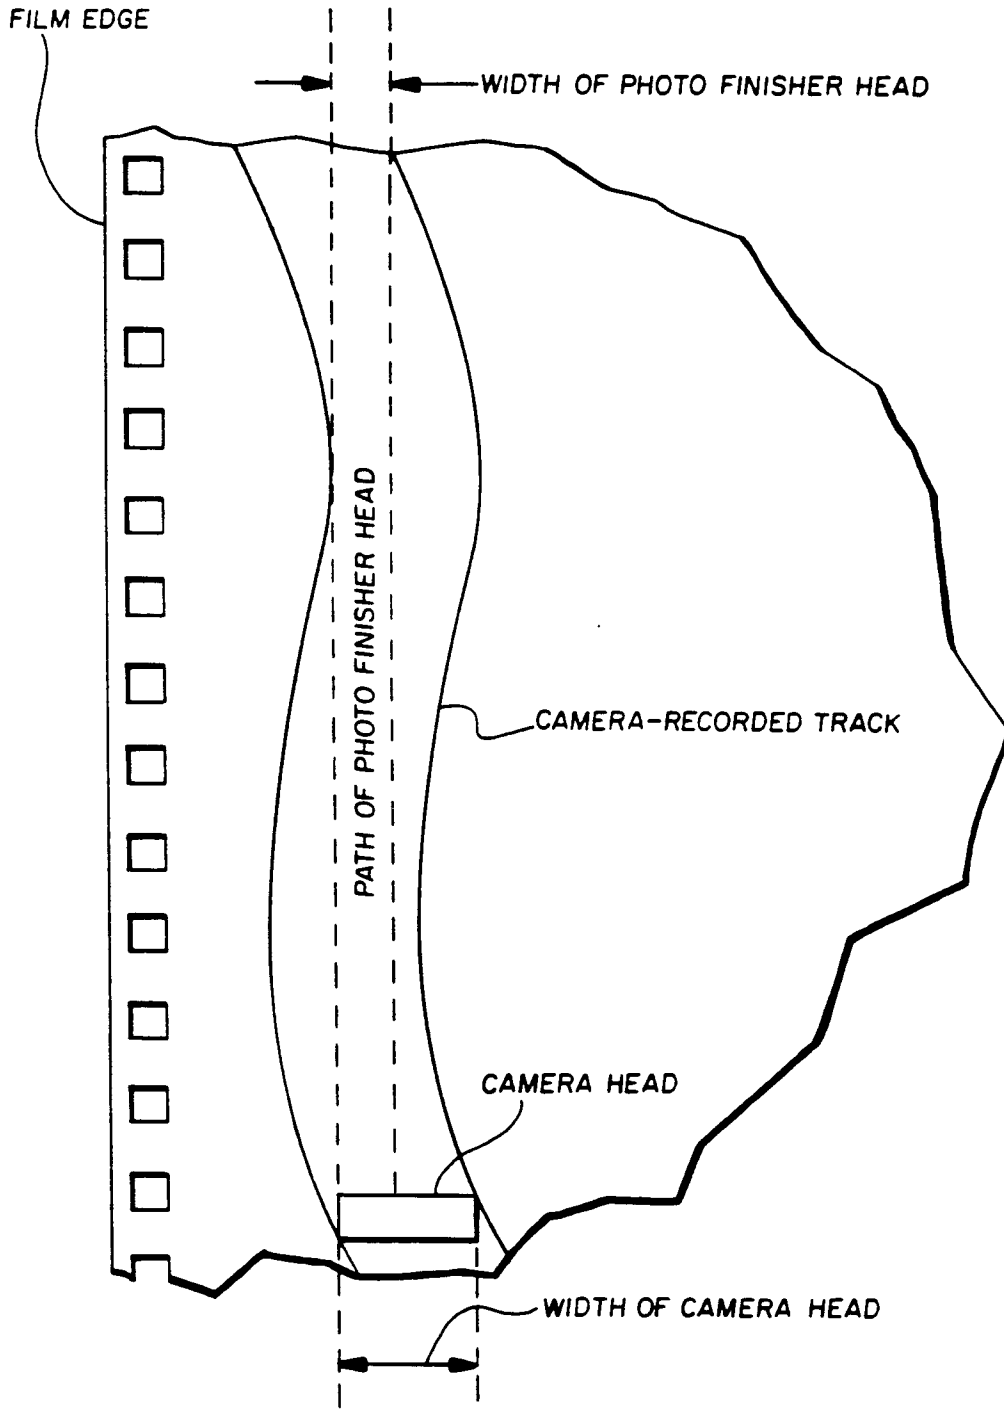 FILM EDGE
WIDTH OF PHOTO FINISHER HEAD
PATH OF PHOTO FINISHER HEAD
CAMERA-RECORDED TRACK
CAMERA HEAD
WIDTH OF CAMERA HEAD